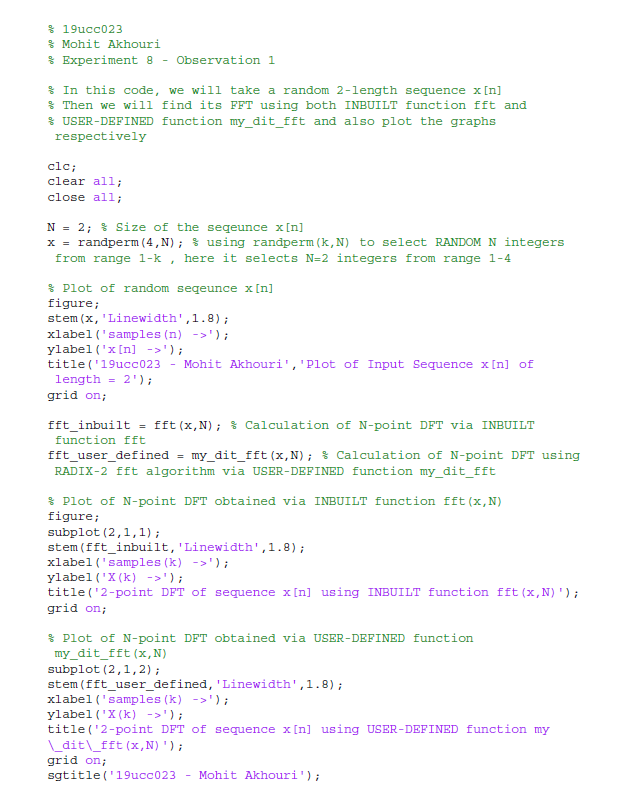 % 19ucc023
% Mohit Akhouri
% Experiment 8 - Observation 1
% In this code, we will take a random 2-length sequence x[n]
% Then we will find its FFT using both INBUILT function fft and
% USER-DEFINED function my_dit_fft and also plot the graphs
respectively
clc;
clear all;
close all;
N = 2; % Size of the seqeunce x[n]
x = randperm(4,N); % using randperm(k,N) to select RANDOM N integers
from range 1-k , here it selects N=2 integers from range 1-4
% Plot of random seqeunce x[n]
figure;
stem(x,'Linewidth',1.8);
xlabel('samples(n) ->');
ylabel('x[n] ->');
title('19ucc023 - Mohit Akhouri','Plot of Input Sequence x[n] of
length = 2');
grid on;
fft_inbuilt = fft(x,N); % Calculation of N-point DFT via INBUILT
function fft
fft_user_defined = my_dit_fft(x,N); % Calculation of N-point DFT using
RADIX-2 fft algorithm via USER-DEFINED function my_dit_fft
% Plot of N-point DFT obtained via INBUILT function fft(x,N)
figure;
subplot(2,1,1);
stem(fft_inbuilt,'Linewidth',1.8);
xlabel('samples(k) ->');
ylabel('X(k) ->');
title('2-point DFT of sequence x[n] using INBUILT function fft(x,N)');
grid on;
% Plot of N-point DFT obtained via USER-DEFINED function
my_dit_fft(x,N)
subplot(2,1,2);
stem(fft_user_defined,'Linewidth',1.8);
xlabel('samples(k) ->');
ylabel('X(k) ->');
title('2-point DFT of sequence x[n] using USER-DEFINED function my
\_dit\_fft(x,N)');
grid on;
sgtitle('19ucc023 - Mohit Akhouri');